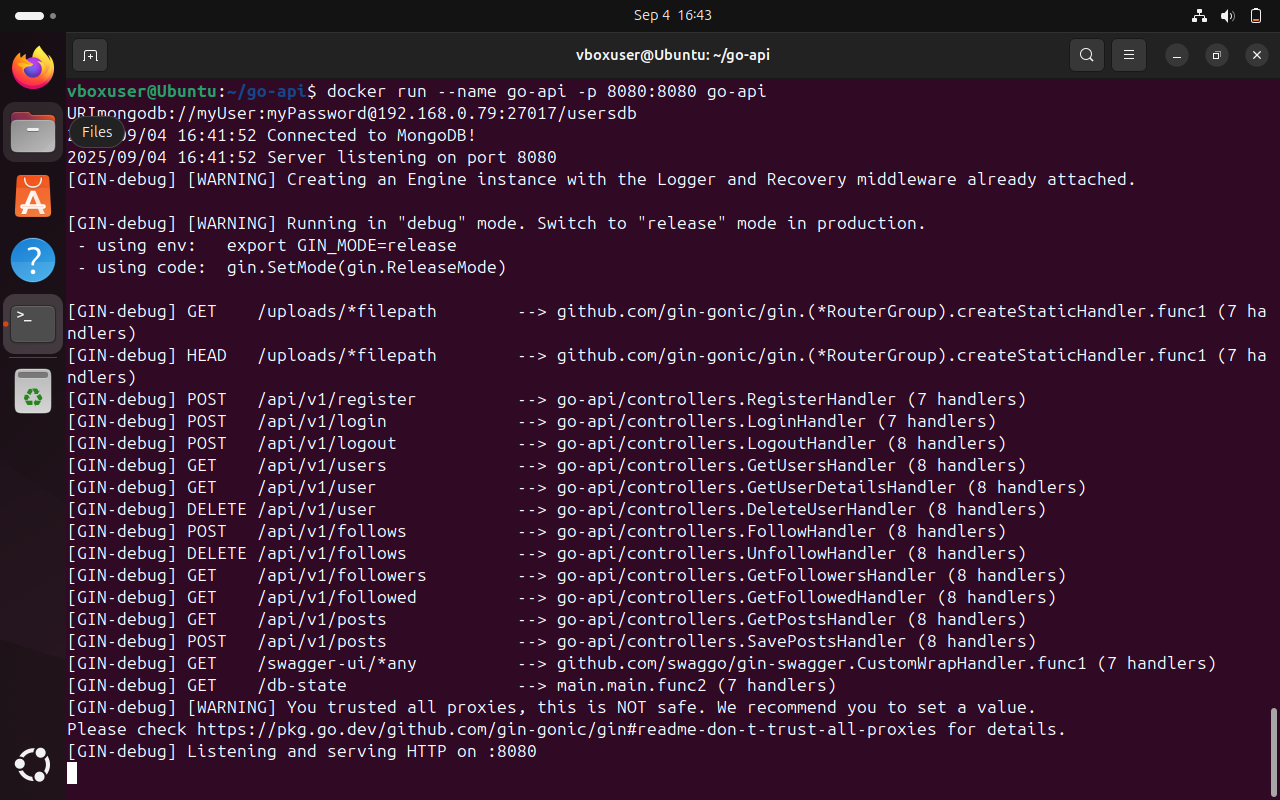 Sep 4 16:43
vboxuser@Ubuntu: ~/go-api
vboxuser@Ubuntu:~/go-api$ docker run --name go-api -p 8080:8080 go-api
URImongodb://myUser:myPassword@192.168.0.79:27017/usersdb
Files
09/04 16:41:52 Connected to MongoDB!
2025/09/04 16:41:52 Server listening on port 8080
[GIN-debug] [WARNING] Creating an Engine instance with the Logger and Recovery middleware already attached.
[GIN-debug] [WARNING] Running in "debug" mode. Switch to "release" mode in production.
- using env:   export GIN_MODE=release
- using code:  gin.SetMode(gin.ReleaseMode)
[GIN-debug] GET    /uploads/*filepath        --> github.com/gin-gonic/gin.(*RouterGroup).createStaticHandler.func1 (7 ha
ndlers)
[GIN-debug] HEAD   /uploads/*filepath        --> github.com/gin-gonic/gin.(*RouterGroup).createStaticHandler.func1 (7 ha
ndlers)
[GIN-debug] POST   /api/v1/register          --> go-api/controllers.RegisterHandler (7 handlers)
[GIN-debug] POST   /api/v1/login             --> go-api/controllers.LoginHandler (7 handlers)
[GIN-debug] POST   /api/v1/logout            --> go-api/controllers.LogoutHandler (8 handlers)
[GIN-debug] GET    /api/v1/users             --> go-api/controllers.GetUsersHandler (8 handlers)
[GIN-debug] GET    /api/v1/user              --> go-api/controllers.GetUserDetailsHandler (8 handlers)
[GIN-debug] DELETE /api/v1/user              --> go-api/controllers.DeleteUserHandler (8 handlers)
[GIN-debug] POST   /api/v1/follows           --> go-api/controllers.FollowHandler (8 handlers)
[GIN-debug] DELETE /api/v1/follows           --> go-api/controllers.UnfollowHandler (8 handlers)
[GIN-debug] GET    /api/v1/followers         --> go-api/controllers.GetFollowersHandler (8 handlers)
[GIN-debug] GET    /api/v1/followed          --> go-api/controllers.GetFollowedHandler (8 handlers)
[GIN-debug] GET    /api/v1/posts             --> go-api/controllers.GetPostsHandler (8 handlers)
[GIN-debug] POST   /api/v1/posts             --> go-api/controllers.SavePostsHandler (8 handlers)
[GIN-debug] GET    /swagger-ui/*any          --> github.com/swaggo/gin-swagger.CustomWrapHandler.func1 (7 handlers)
[GIN-debug] GET    /db-state                 --> main.main.func2 (7 handlers)
[GIN-debug] [WARNING] You trusted all proxies, this is NOT safe. We recommend you to set a value.
Please check https://pkg.go.dev/github.com/gin-gonic/gin#readme-don-t-trust-all-proxies for details.
[GIN-debug] Listening and serving HTTP on :8080